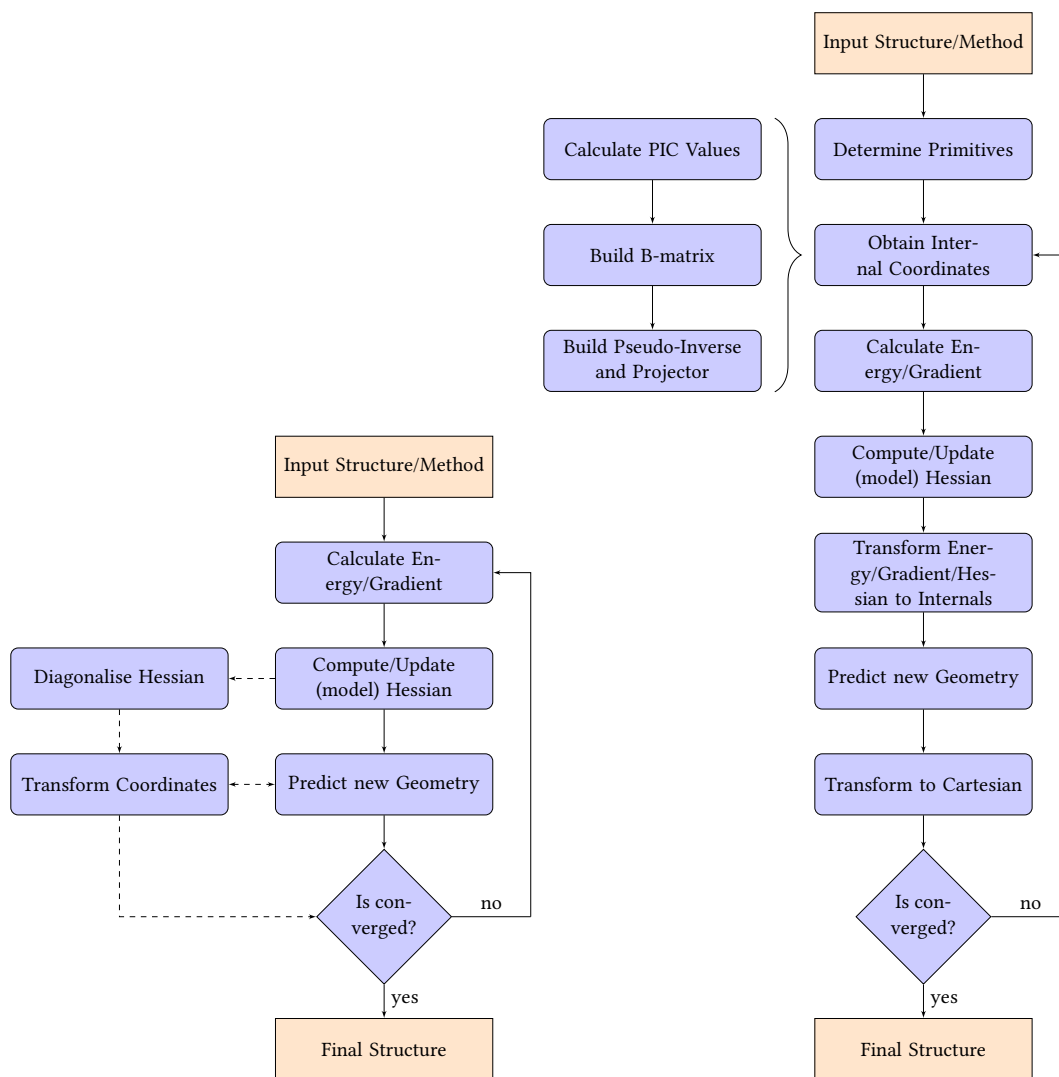 Input Structure/Method
Calculate En-
ergy/Gradient
Compute/Update
(model) Hessian
Diagonalise Hessian
Transform Coordinates
Predict new Geometry
Is con-
verged?
no
yes
Final Structure
Calculate PIC Values
Build B-matrix
Build Pseudo-Inverse
and Projector
Input Structure/Method
Determine Primitives
Obtain Inter-
nal Coordinates
Calculate En-
ergy/Gradient
Compute/Update
(model) Hessian
Transform Ener-
gy/Gradient/Hes-
sian to Internals
Predict new Geometry
Transform to Cartesian
Is con-
verged?
no
yes
Final Structure